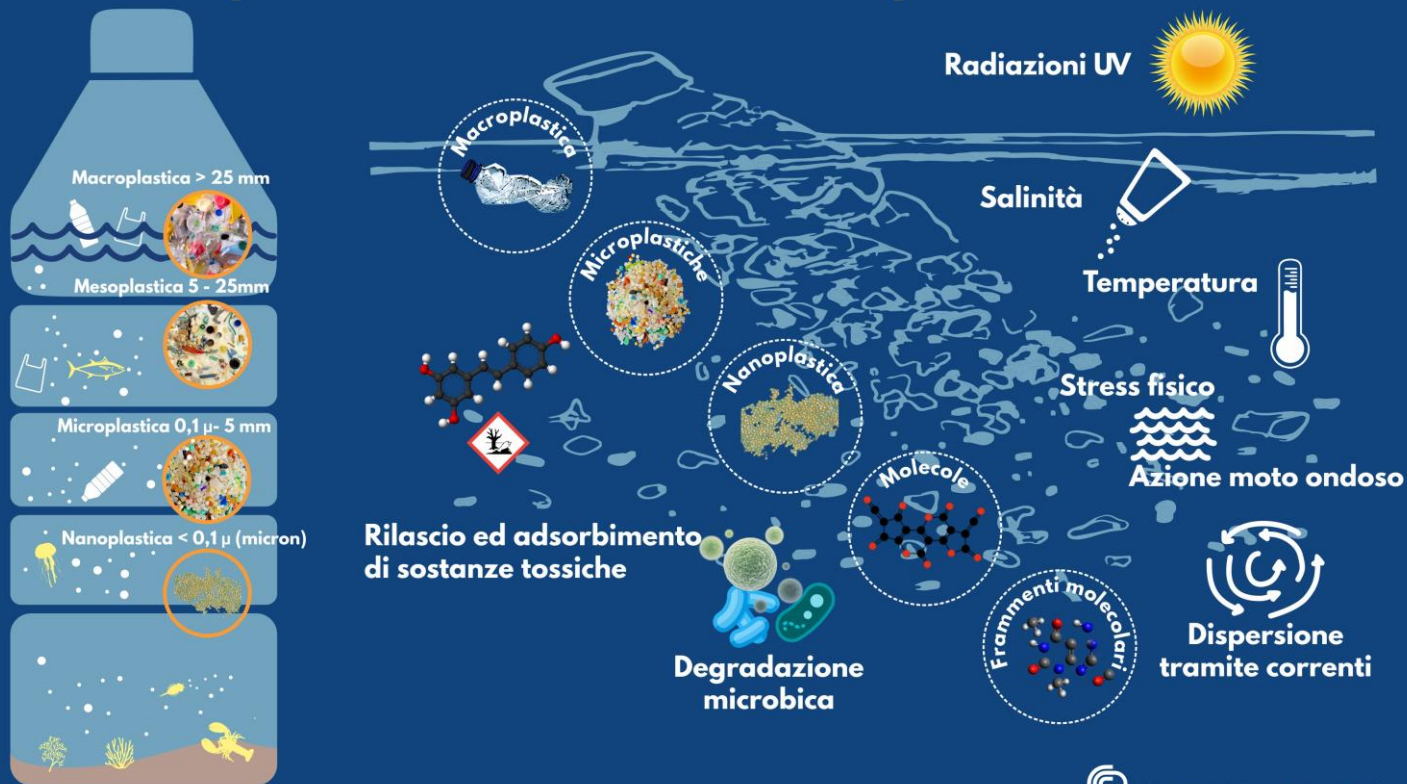 Macroplastica > 25 mm
Mesoplastica 5 - 25mm
Microplastica 0,1 µ- 5 mm
Nanoplastica < 0,1 µ (micron)
Macroplastica
Microplastiche
Nanoplastica
Molecole
Frammenti molecolari
Rilascio ed adsorbimento
di sostanze tossiche
Degradazione
microbica
Radiazioni UV
Salinità
Temperatura
Stress fisico
Azione moto ondoso
Dispersione
tramite correnti